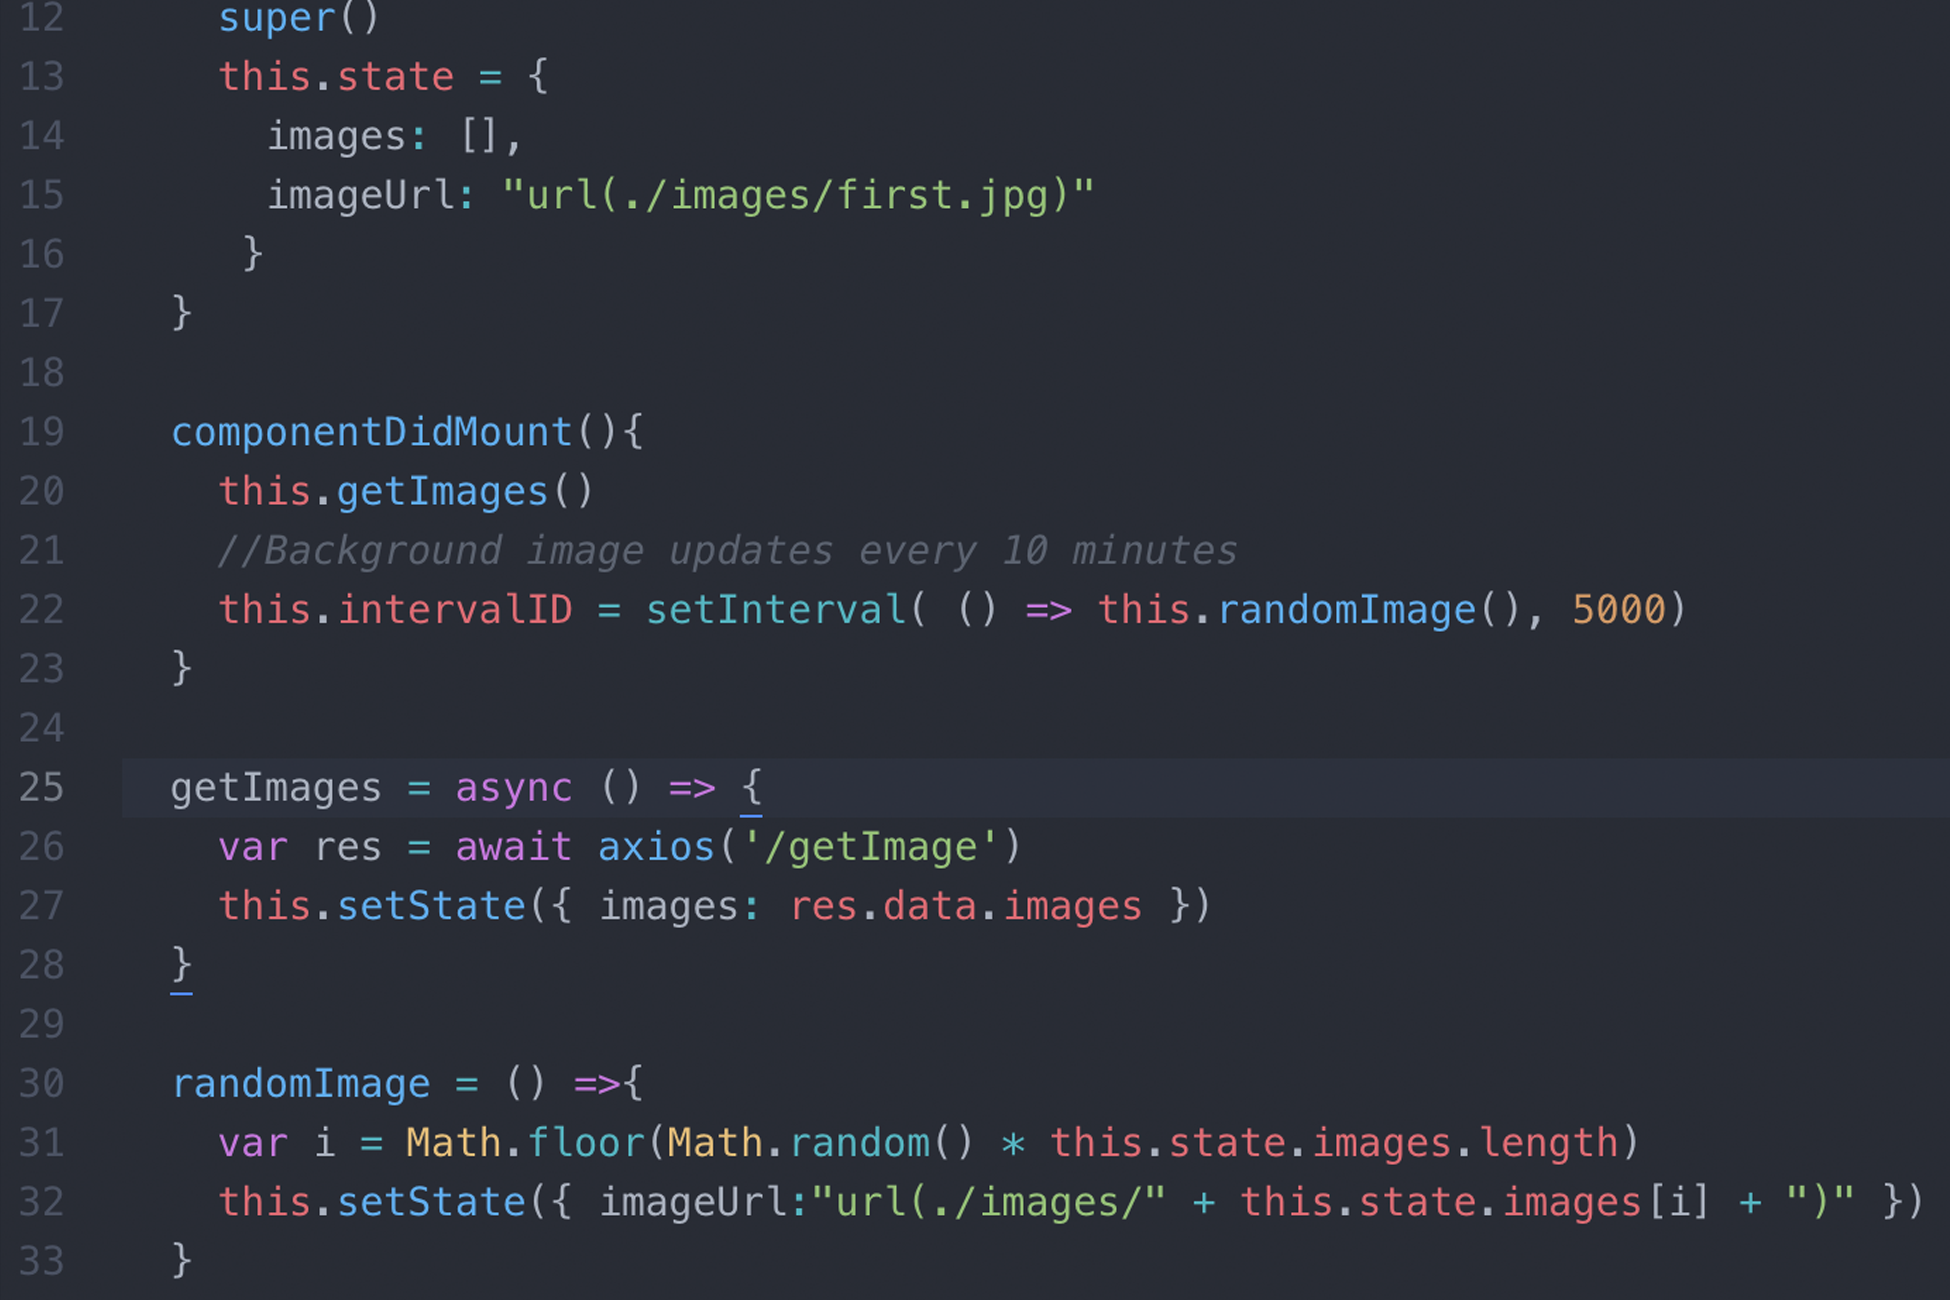 12 super()
13 this.state = {
14 images: [],
15 imageUrl: "url(./images/first.jpg)"
16 }
17 }
18
19 componentDidMount(){
20 this.getImages()
21 //Background image updates every 10 minutes
22 this.intervalID = setInterval( () => this.randomImage(), 5000)
23 }
24
25 getImages = async () => {
26 var res = await axios('/getImage')
27 this.setState({ images: res.data.images })
28 }
29
30 randomImage = () =>{
31 var i = Math.floor(Math.random() * this.state.images.length)
32 this.setState({ imageUrl:"url(./images/" + this.state.images[i] + ")" })
33 }